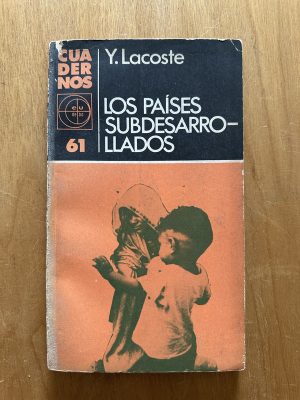 CUA
DER
NOS
61
Y. Lacoste
LOS PAÍSES
SUBDESARRO-
LLADOS